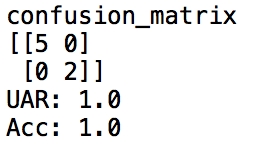 confusion_matrix
[[5 0]
 [0 2]]
UAR: 1.0
Acc: 1.0